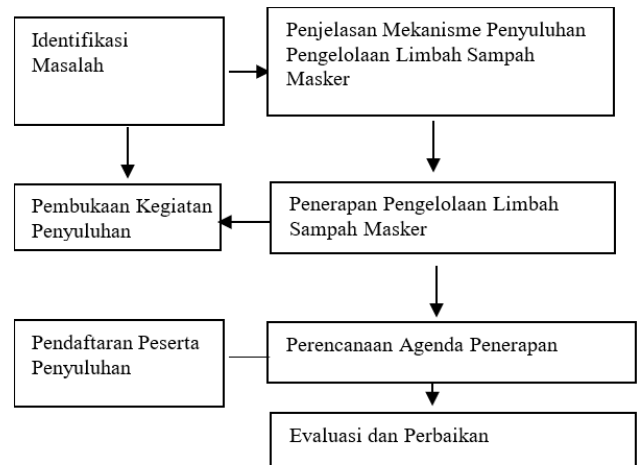 Identifikasi
Masalah
Penjelasan Mekanisme Penyuluhan
Pengelolaan Limbah Sampah
Masker
Pembukaan Kegiatan
Penyuluhan
Penerapan Pengelolaan Limbah
Sampah Masker
Pendaftaran Peserta
Penyuluhan
Perencanaan Agenda Penerapan
Evaluasi dan Perbaikan